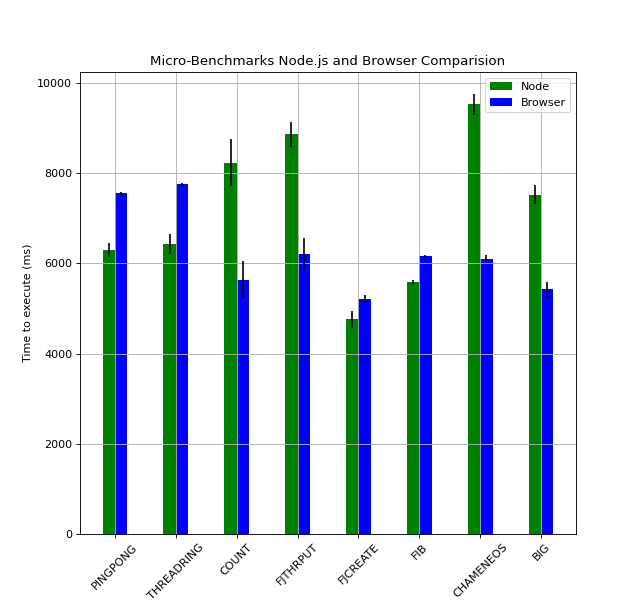 Micro-Benchmarks Node.js and Browser Comparision
Node
Browser
10000
8000
6000
4000
2000
0
Time to execute (ms)
PINGPONG
THREADRING
COUNT
FJTHRPUT
FJCREATE
FIB
CHAMENEOS
BIG